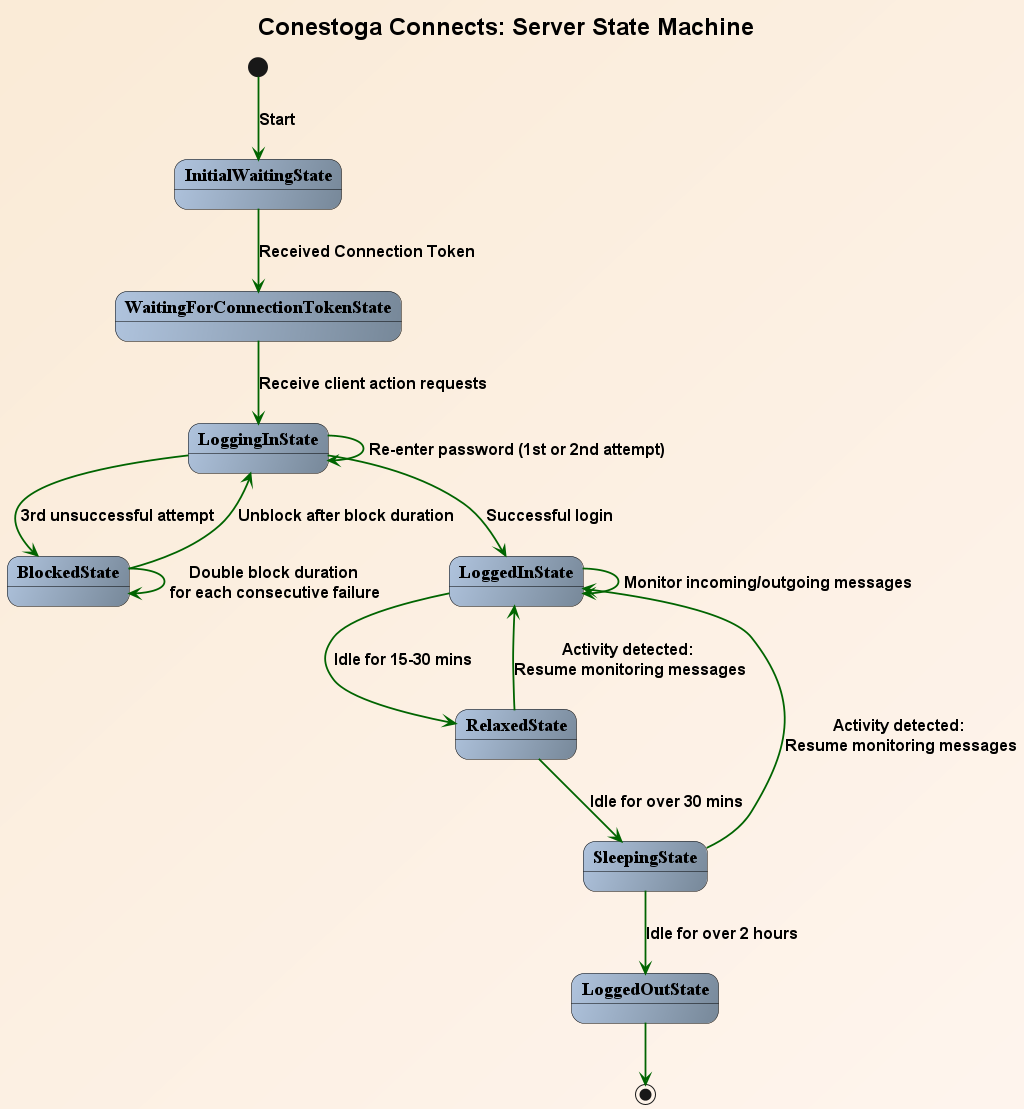 Conestoga Connects: Server State Machine
Start
InitialWaitingState
Received Connection Token
WaitingForConnectionTokenState
Receive client action requests
LoggingInState
Re-enter password (1st or 2nd attempt)
3rd unsuccessful attempt
Unblock after block duration
Successful login
BlockedState
Double block duration
for each consecutive failure
LoggedInState
Monitor incoming/outgoing messages
Idle for 15-30 mins
Activity detected:
Resume monitoring messages
RelaxedState
Activity detected:
Resume monitoring messages
Idle for over 30 mins
SleepingState
Idle for over 2 hours
LoggedOutState